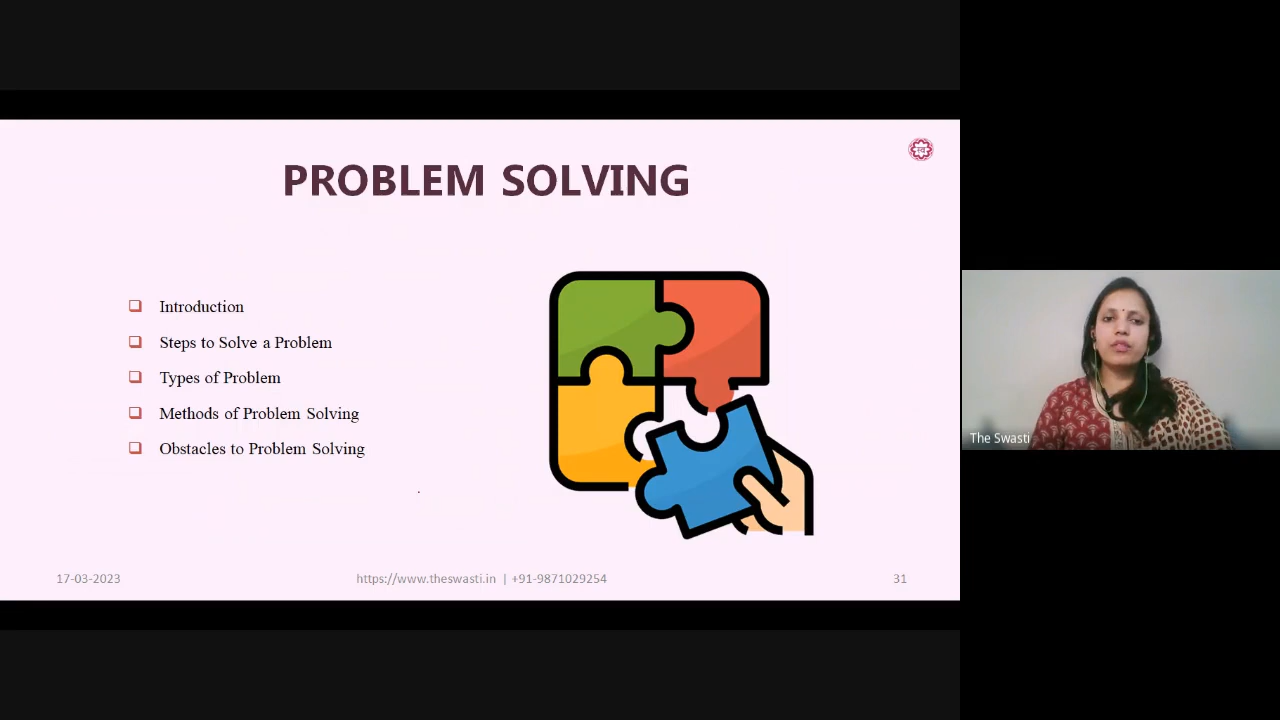 PROBLEM SOLVING
Introduction
Steps to Solve a Problem
Types of Problem
Methods of Problem Solving
Obstacles to Problem Solving
17-03-2023
https://www.theswasti.in | +91-9871029254
31
The Swasti